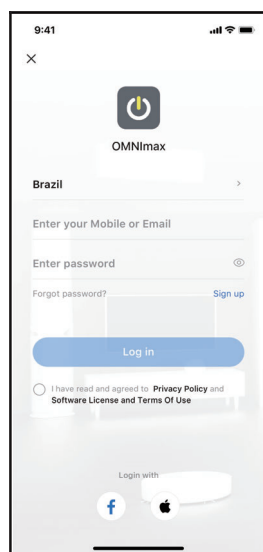 9:41
OMNImax
Brazil
Enter your Mobile or Email
Enter password
Forgot password? Sign up
Log in
I have read and agreed to Privacy Policy and
Software License and Terms Of Use
Login with